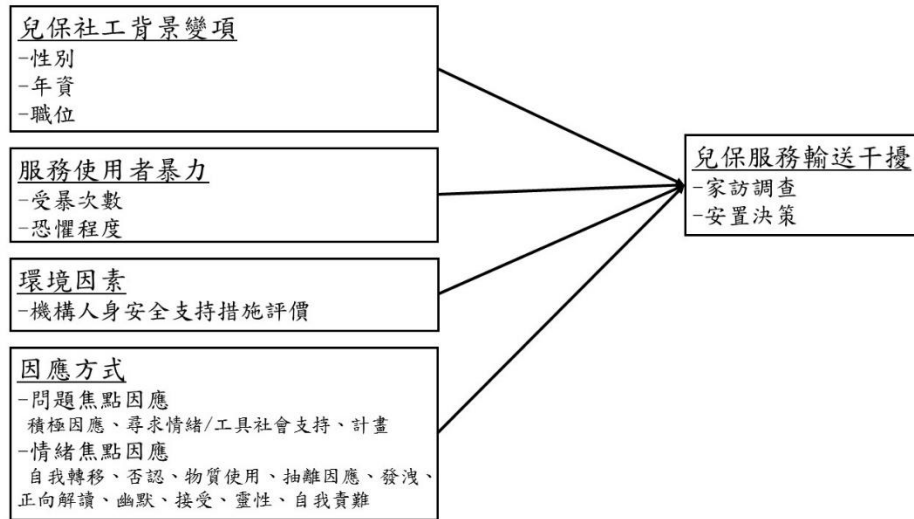 兒保社工背景變項
-性別
-年資
-職位
服務使用者暴力
-受暴次數
-恐懼程度
環境因素
-機構人身安全支持措施評價
因應方式
-問題焦點因應
積極因應、尋求情緒/工具社會支持、計畫
-情緒焦點因應
自我轉移、否認、物質使用、抽離因應、發洩、
正向解讀、幽默、接受、靈性、自我責難
兒保服務輸送干擾
-家訪調查
-安置決策